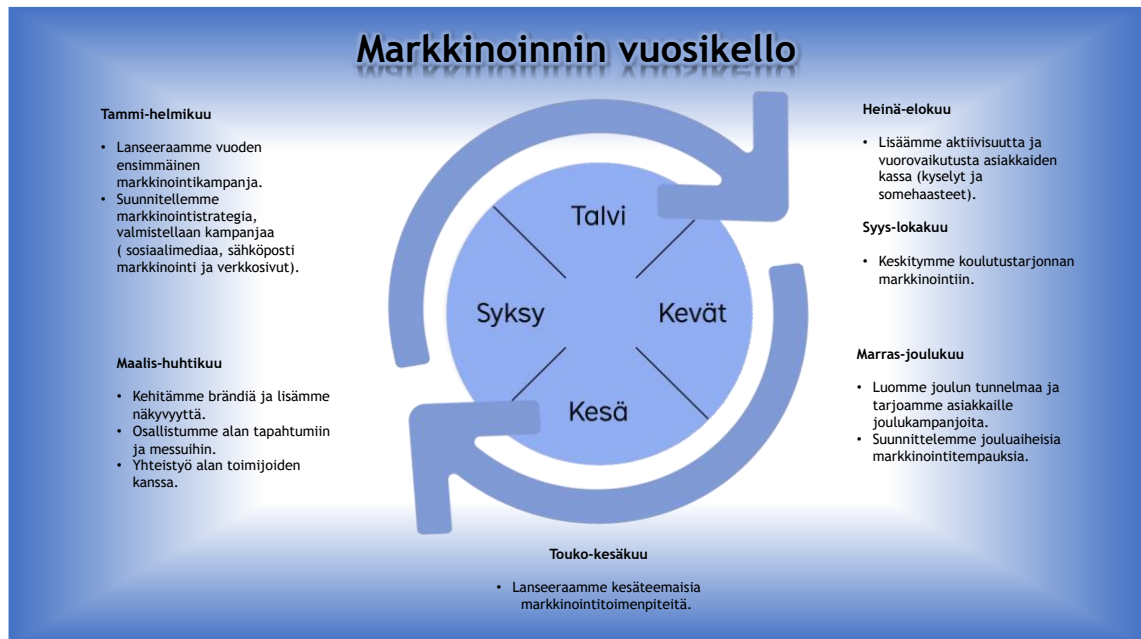 Markkinoinnin vuosikello
Tammi-helmikuu
• Lanseeraamme vuoden
ensimmäinen
markkinointikampanja.
• Suunnitellemme
markkinointistrategia,
valmistellaan kampanjaa
( sosiaalimediaa, sähköposti
markkinointi ja verkkosivut).
Maalis-huhtikuu
• Kehitämme brändiä ja lisämme
näkyvyyttä.
• Osallistumme alan tapahtumiin
ja messuihin.
• Yhteistyö alan toimijoiden
kanssa.
Talvi
Syksy
Kevät
Kesä
Touko-kesäkuu
• Lanseeraamme kesäteemaisia
markkinointitoimenpiteitä.
Heinä-elokuu
• Lisäämme aktiivisuutta ja
vuorovaikutusta asiakkaiden
kassa (kyselyt ja
somehaasteet).
Syys-lokakuu
• Keskitymme koulutustarjonnan
markkinointiin.
Marras-joulukuu
• Luomme joulun tunnelmaa ja
tarjoamme asiakkaille
joulukampanjoita.
• Suunnittelemme jouluaiheisia
markkinointitempauksia.